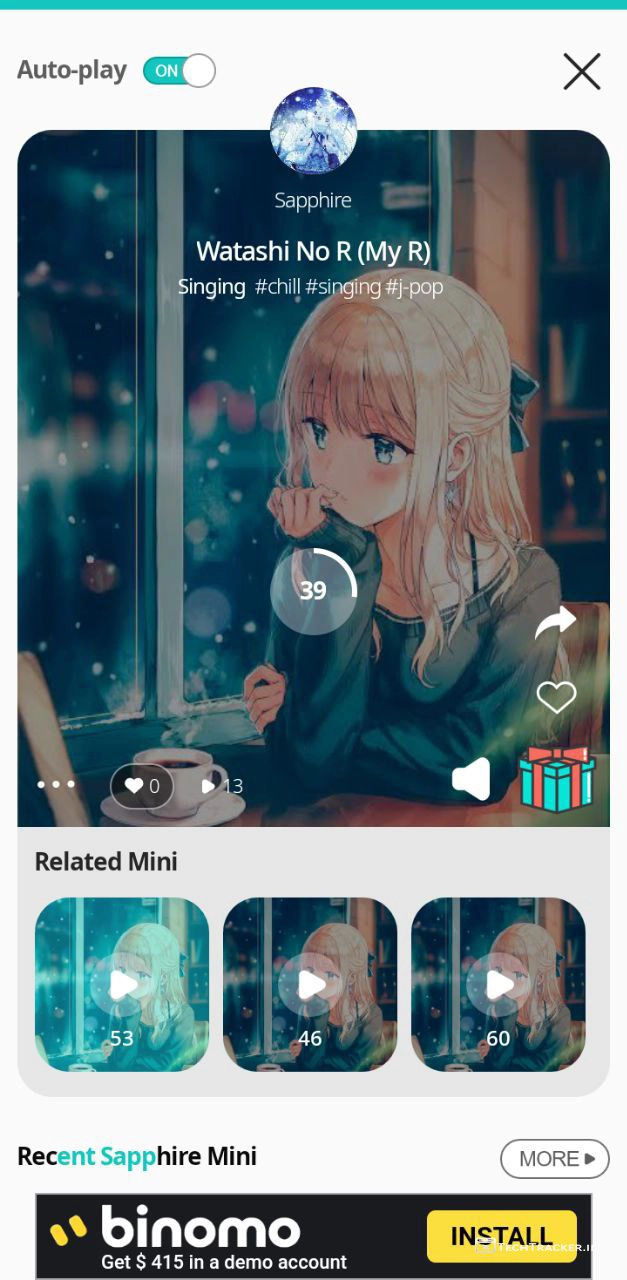 Auto-play ON
Sapphire
Watashi No R (My R)
Singing #chill #singing #j-pop
39
0 13
Related Mini
53 46 60
Recent Sapphire Mini MORE
binomo
INSTALL
Get $ 415 in a demo account